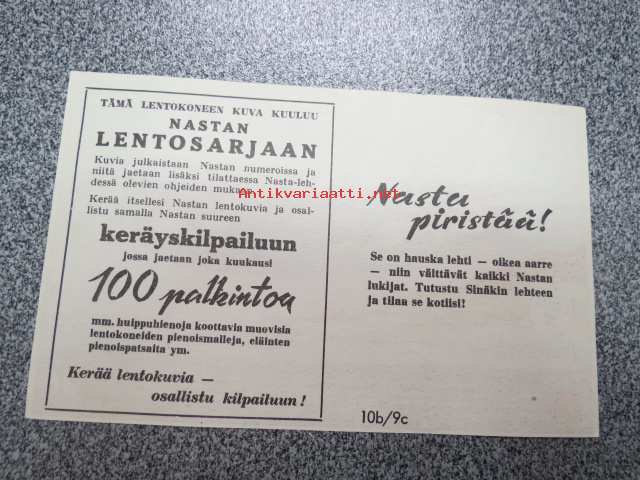 TÄMÄ LENTOKONEEN KUVA KUULUU
NASTAN
LENTOSARJAAN
Kuvia julkaistaan Nastan numeroissa ja
niitä jaetaan lisäksi tilattaessa Nasta-leh-
dessä olevien ohjeiden mukaan.
Kerää itsellesi Nastan lentokuvia ja osal-
listu samalla Nastan suureen
keräyskilpailuun
jossa jaetaan joka kuukausi
100 palkintoa
mm. huippuhienoja koottavia muovisia
lentokoneiden pienoismalleja, eläinten
pienoispatsaita ym.
Kerää lentokuvia —
osallistu kilpailuun!
Antikvariaatti.net
Nasta
piristää!
Se on hauska lehti — oikea aarre
— niin väittävät kaikki Nastan
lukijat. Tutustu Sinäkin lehteen
ja tilaa se kotiisi!
10b/9c